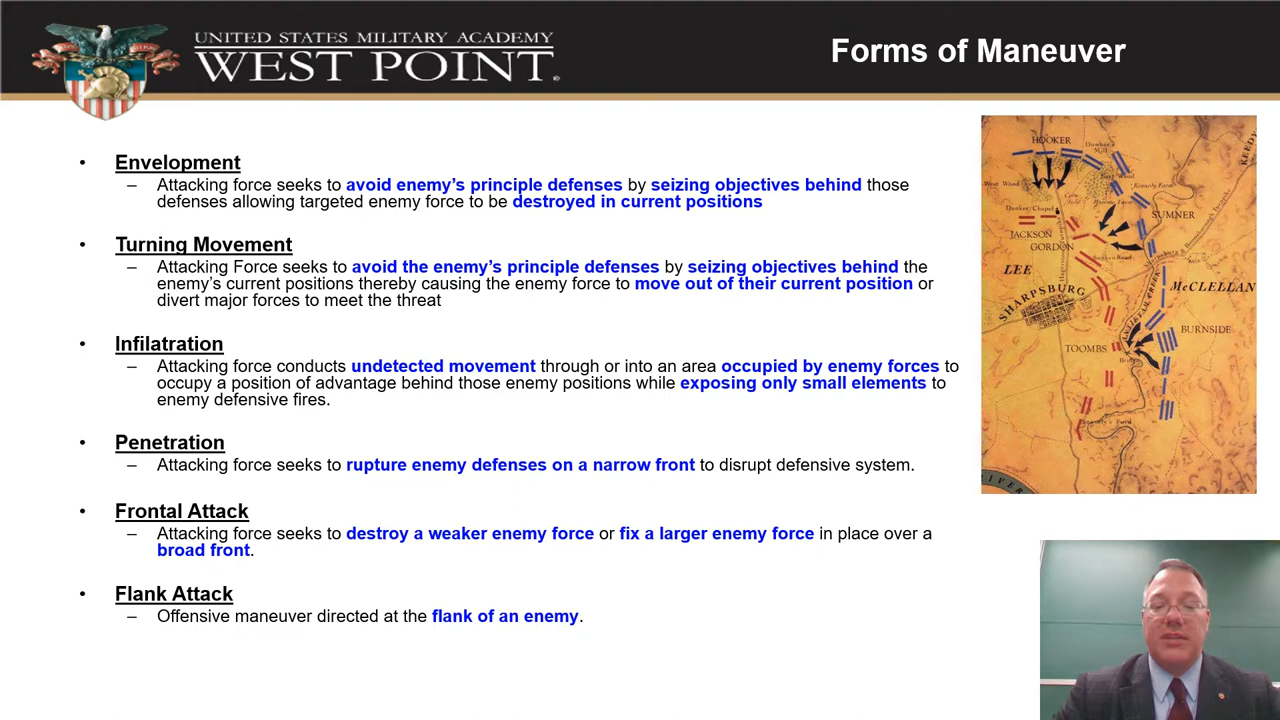 UNITED STATES MILITARY ACADEMY
WEST POINT.
Forms of Maneuver
• Envelopment
– Attacking force seeks to avoid enemy’s principle defenses by seizing objectives behind those
defenses allowing targeted enemy force to be destroyed in current positions
• Turning Movement
– Attacking Force seeks to avoid the enemy’s principle defenses by seizing objectives behind the
enemy’s current positions thereby causing the enemy force to move out of their current position or
divert major forces to meet the threat
• Infilatration
– Attacking force conducts undetected movement through or into an area occupied by enemy forces to
occupy a position of advantage behind those enemy positions while exposing only small elements to
enemy defensive fires.
• Penetration
– Attacking force seeks to rupture enemy defenses on a narrow front to disrupt defensive system.
• Frontal Attack
– Attacking force seeks to destroy a weaker enemy force or fix a larger enemy force in place over a
broad front.
• Flank Attack
– Offensive maneuver directed at the flank of an enemy.
HOOKER
West Wood
Dunker Chapel
SUMNER
JACKSON
GORDON
LEE
SHARPSBURG
McCLELLAN
ANTIETAM CREEK
BURNSIDE
TOOMBS
RIVER